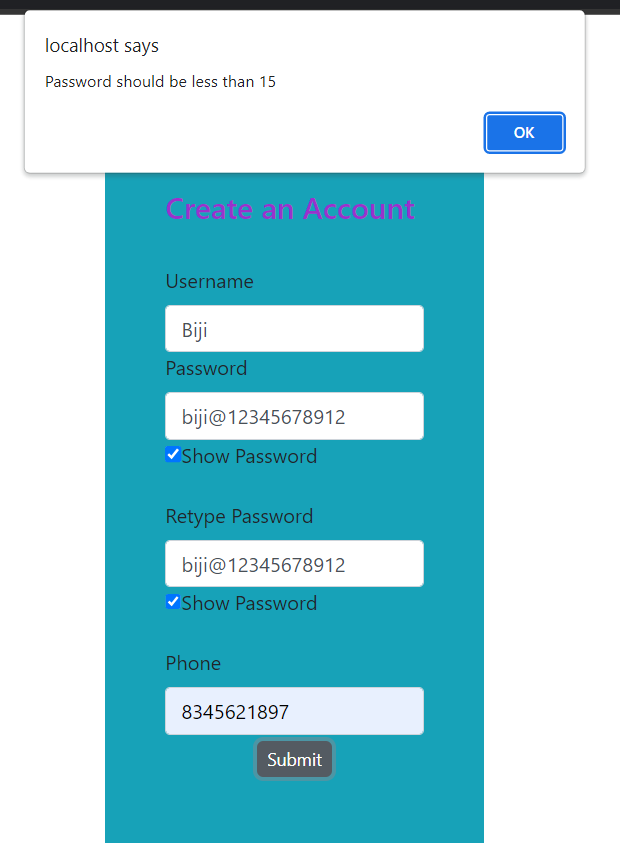 localhost says
Password should be less than 15
OK
Create an Account
Username
Biji
Password
biji@12345678912
Show Password
Retype Password
biji@12345678912
Show Password
Phone
8345621897
Submit